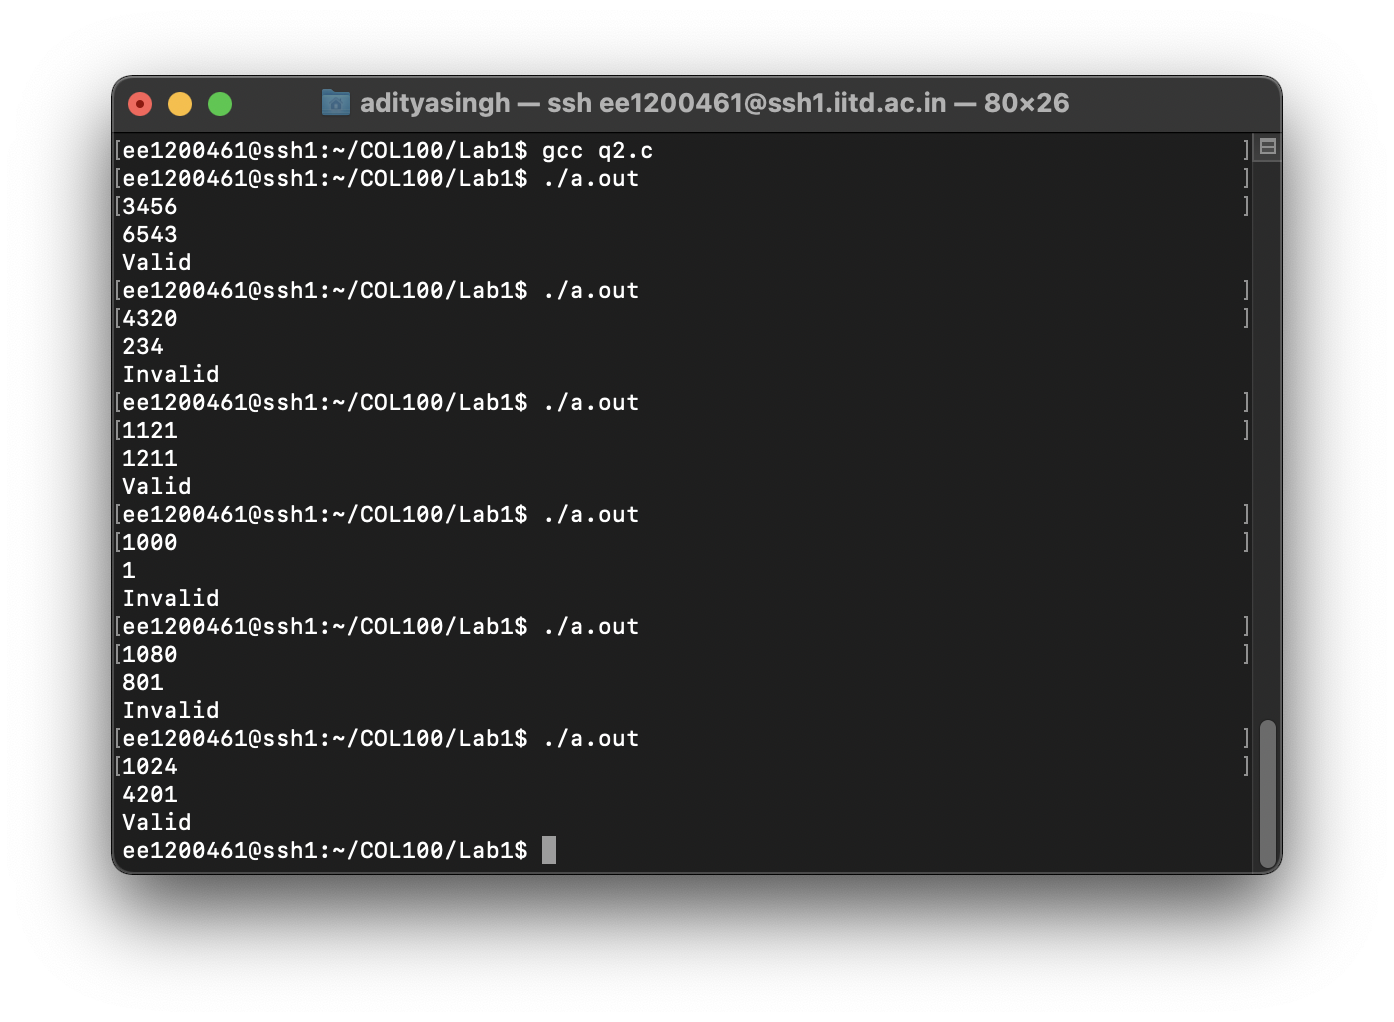 adityasingh — ssh ee1200461@ssh1.iitd.ac.in — 80×26
[ee1200461@ssh1:~/COL100/Lab1$ gcc q2.c ]
[ee1200461@ssh1:~/COL100/Lab1$ ./a.out ]
[3456 ]
6543
Valid
[ee1200461@ssh1:~/COL100/Lab1$ ./a.out ]
[4320 ]
234
Invalid
[ee1200461@ssh1:~/COL100/Lab1$ ./a.out ]
[1121 ]
1211
Valid
[ee1200461@ssh1:~/COL100/Lab1$ ./a.out ]
[1000 ]
1
Invalid
[ee1200461@ssh1:~/COL100/Lab1$ ./a.out ]
[1080 ]
801
Invalid
[ee1200461@ssh1:~/COL100/Lab1$ ./a.out ]
[1024 ]
4201
Valid
ee1200461@ssh1:~/COL100/Lab1$